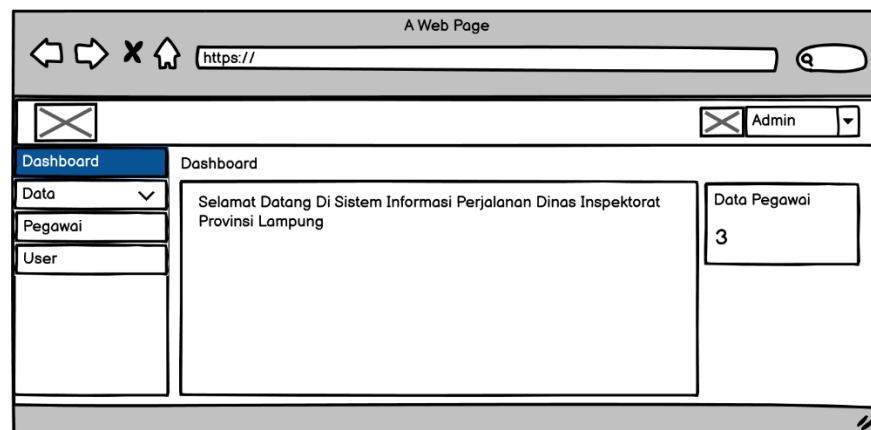 A Web Page
https://
Admin
Dashboard
Data
Pegawai
User
Dashboard
Selamat Datang Di Sistem Informasi Perjalanan Dinas Inspektorat
Provinsi Lampung
Data Pegawai
3